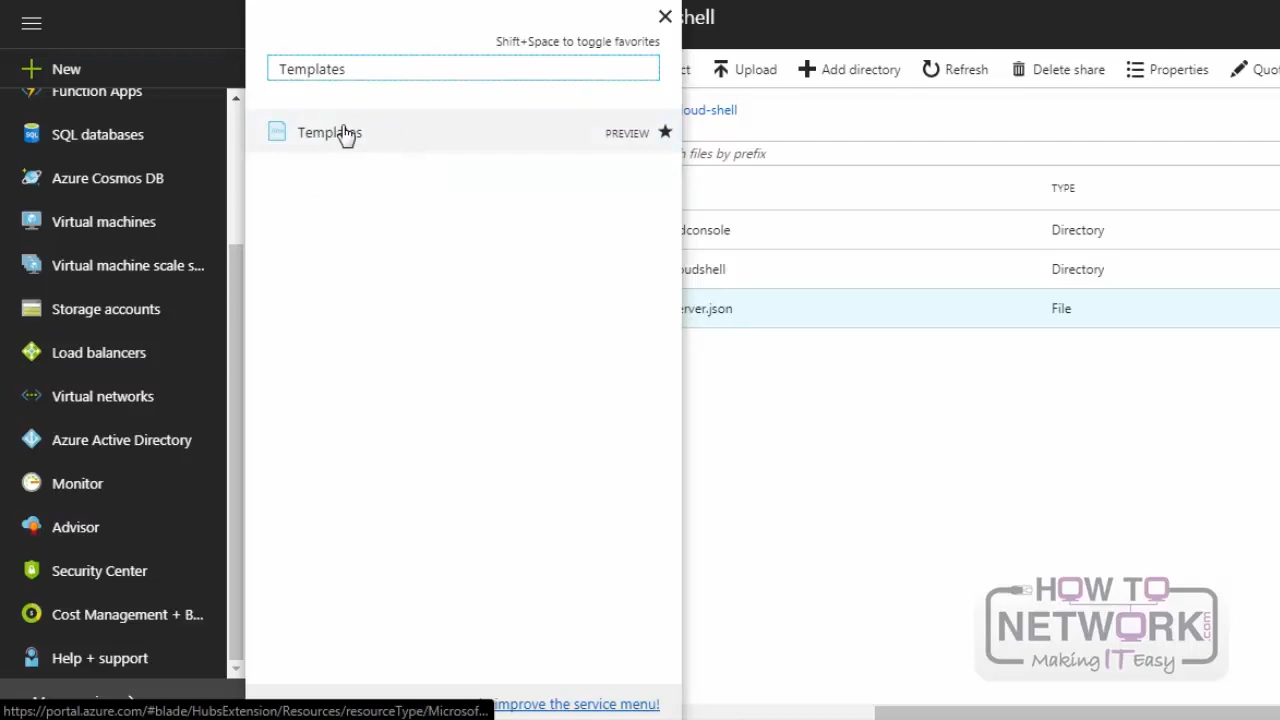 shell
Shift+Space to toggle favorites
New
Templates
ct
Upload
Add directory
Refresh
Delete share
Properties
Quot
Function Apps
oud-shell
SQL databases
Templates
PREVIEW
files by prefix
Azure Cosmos DB
TYPE
Virtual machines
dconsole
Directory
Virtual machine scale s...
oudshell
Directory
Storage accounts
erver.json
File
Load balancers
Virtual networks
Azure Active Directory
Monitor
Advisor
Security Center
HOW TO
NETWORK.com
Making IT Easy
Cost Management + B...
Help + support
improve the service menu!
https://portal.azure.com/#blade/HubsExtension/Resources/resourceType/Microsof...